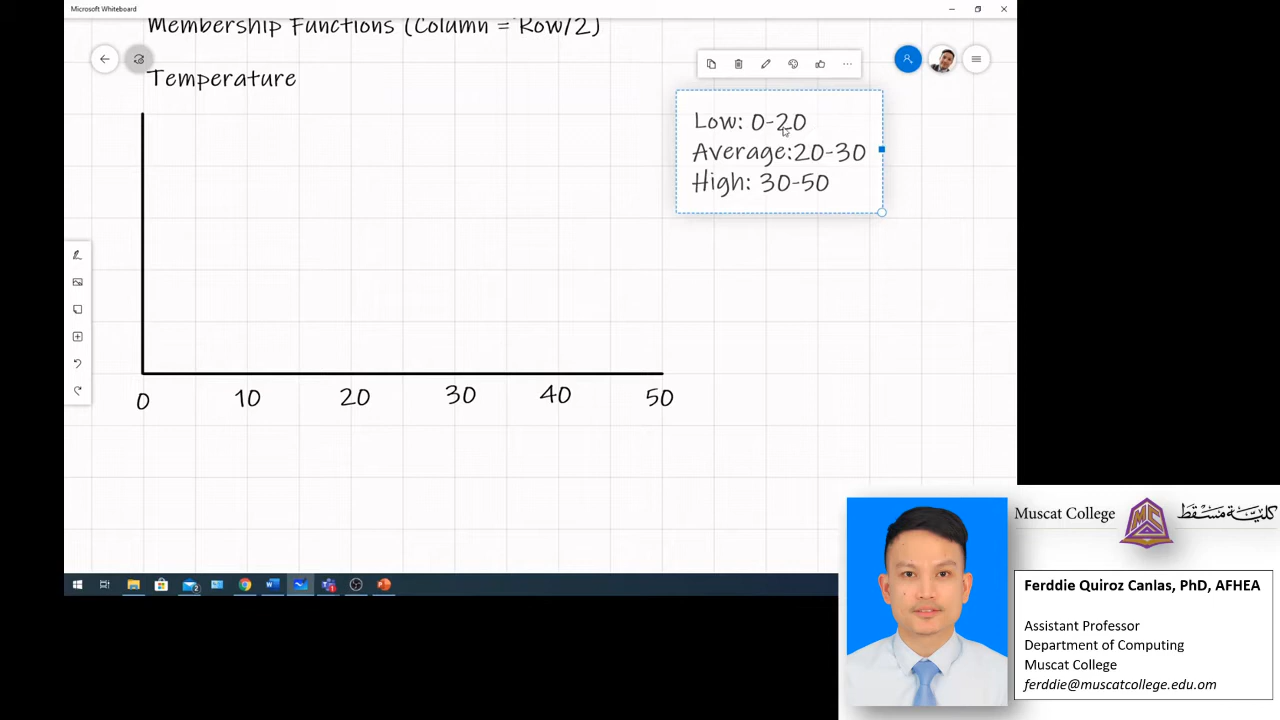 Microsoft Whiteboard
Membership Functions (Column = Row/2)
Temperature
Low: 0-20
Average:20-30
High: 30-50
0 10 20 30 40 50
2
Muscat College
كلية مسقط
MC
Ferddie Quiroz Canlas, PhD, AFHEA
Assistant Professor
Department of Computing
Muscat College
ferddie@muscatcollege.edu.om